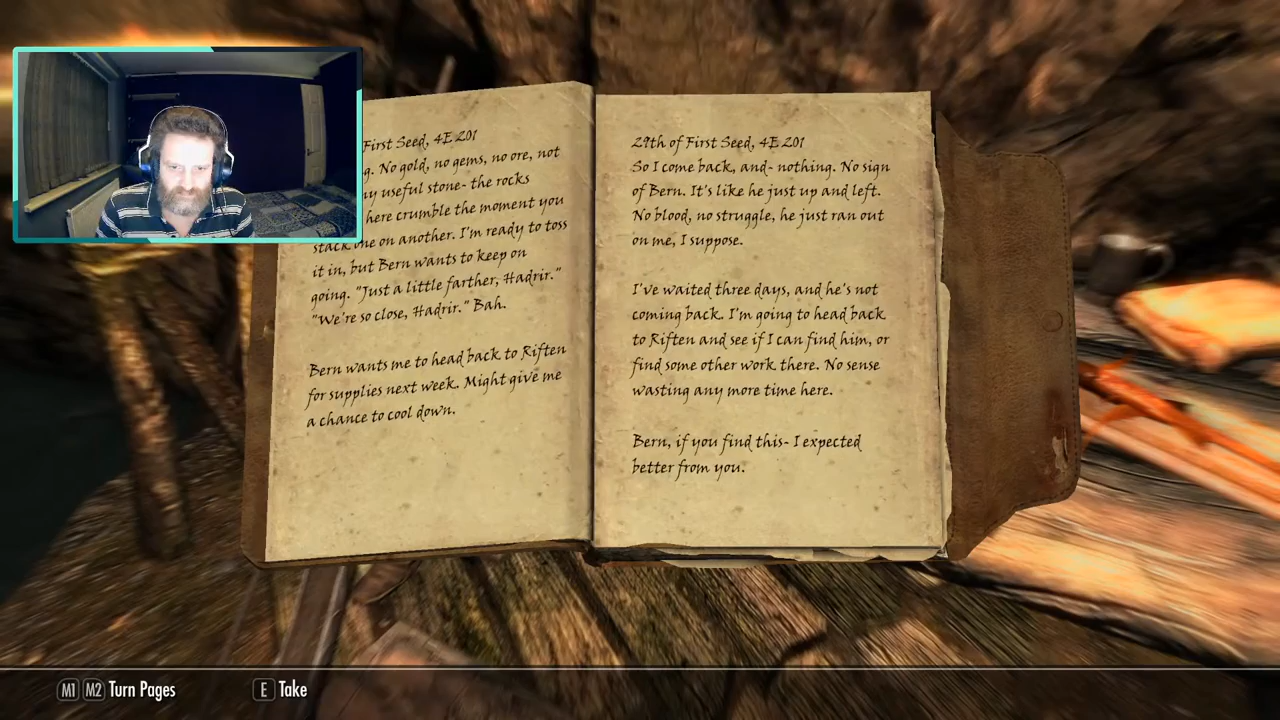 First Seed, 4E 201
g. No gold, no gems, no ore, not
ny useful stone- the rocks
here crumble the moment you
stack one on another. I'm ready to toss
it in, but Bern wants to keep on
going. "Just a little farther, Hadrir."
"We're so close, Hadrir." Bah.
Bern wants me to head back to Riften
for supplies next week. Might give me
a chance to cool down.
29th of First Seed, 4E 201
So I come back, and- nothing. No sign
of Bern. It's like he just up and left.
No blood, no struggle, he just ran out
on me, I suppose.
I've waited three days, and he's not
coming back. I'm going to head back
to Riften and see if I can find him, or
find some other work there. No sense
wasting any more time here.
Bern, if you find this- I expected
better from you.
M1 M2 Turn Pages
E Take